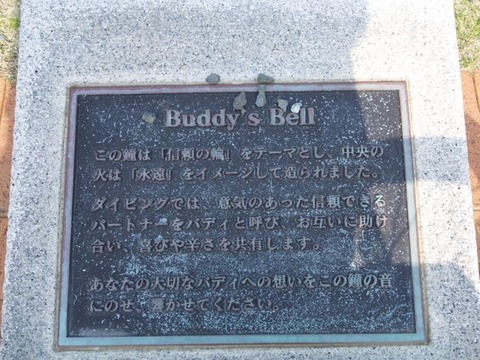 Buddy's Bell
この鐘は「信頼の輪」をテーマとし、中央の
火は「永遠」をイメージして造られました。
ダイビングでは、意気のあった信頼できる
パートナーをバディと呼び、お互いに助け
合い、喜びや辛さを共有します。
あなたの大切なバディへの想いをこの鐘の音
にのせ、響かせてください。